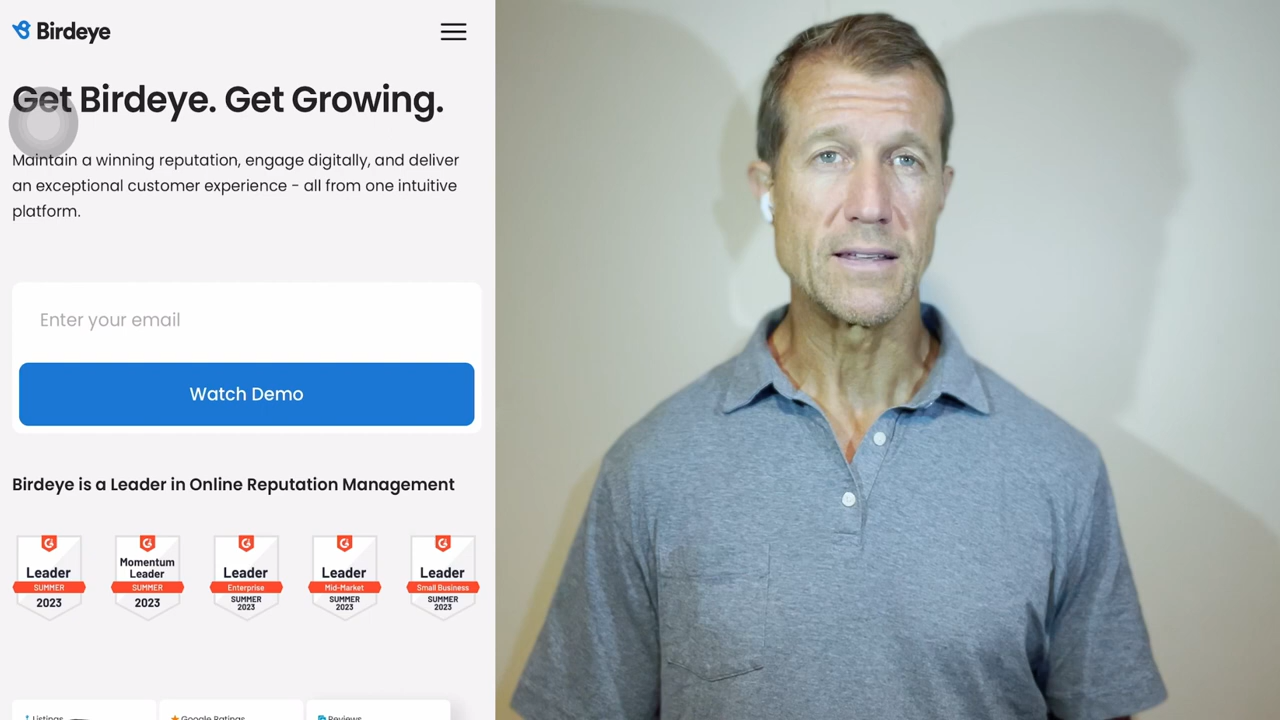 Birdeye
Get Birdeye. Get Growing.
Maintain a winning reputation, engage digitally, and deliver
an exceptional customer experience - all from one intuitive
platform.
Enter your email
Watch Demo
Birdeye is a Leader in Online Reputation Management
Leader
SUMMER
2023
Momentum
Leader
SUMMER
2023
Leader
Enterprise
SUMMER
2023
Leader
Mid-Market
SUMMER
2023
Leader
Small Business
SUMMER
2023
Listings
Google Ratings
Reviews